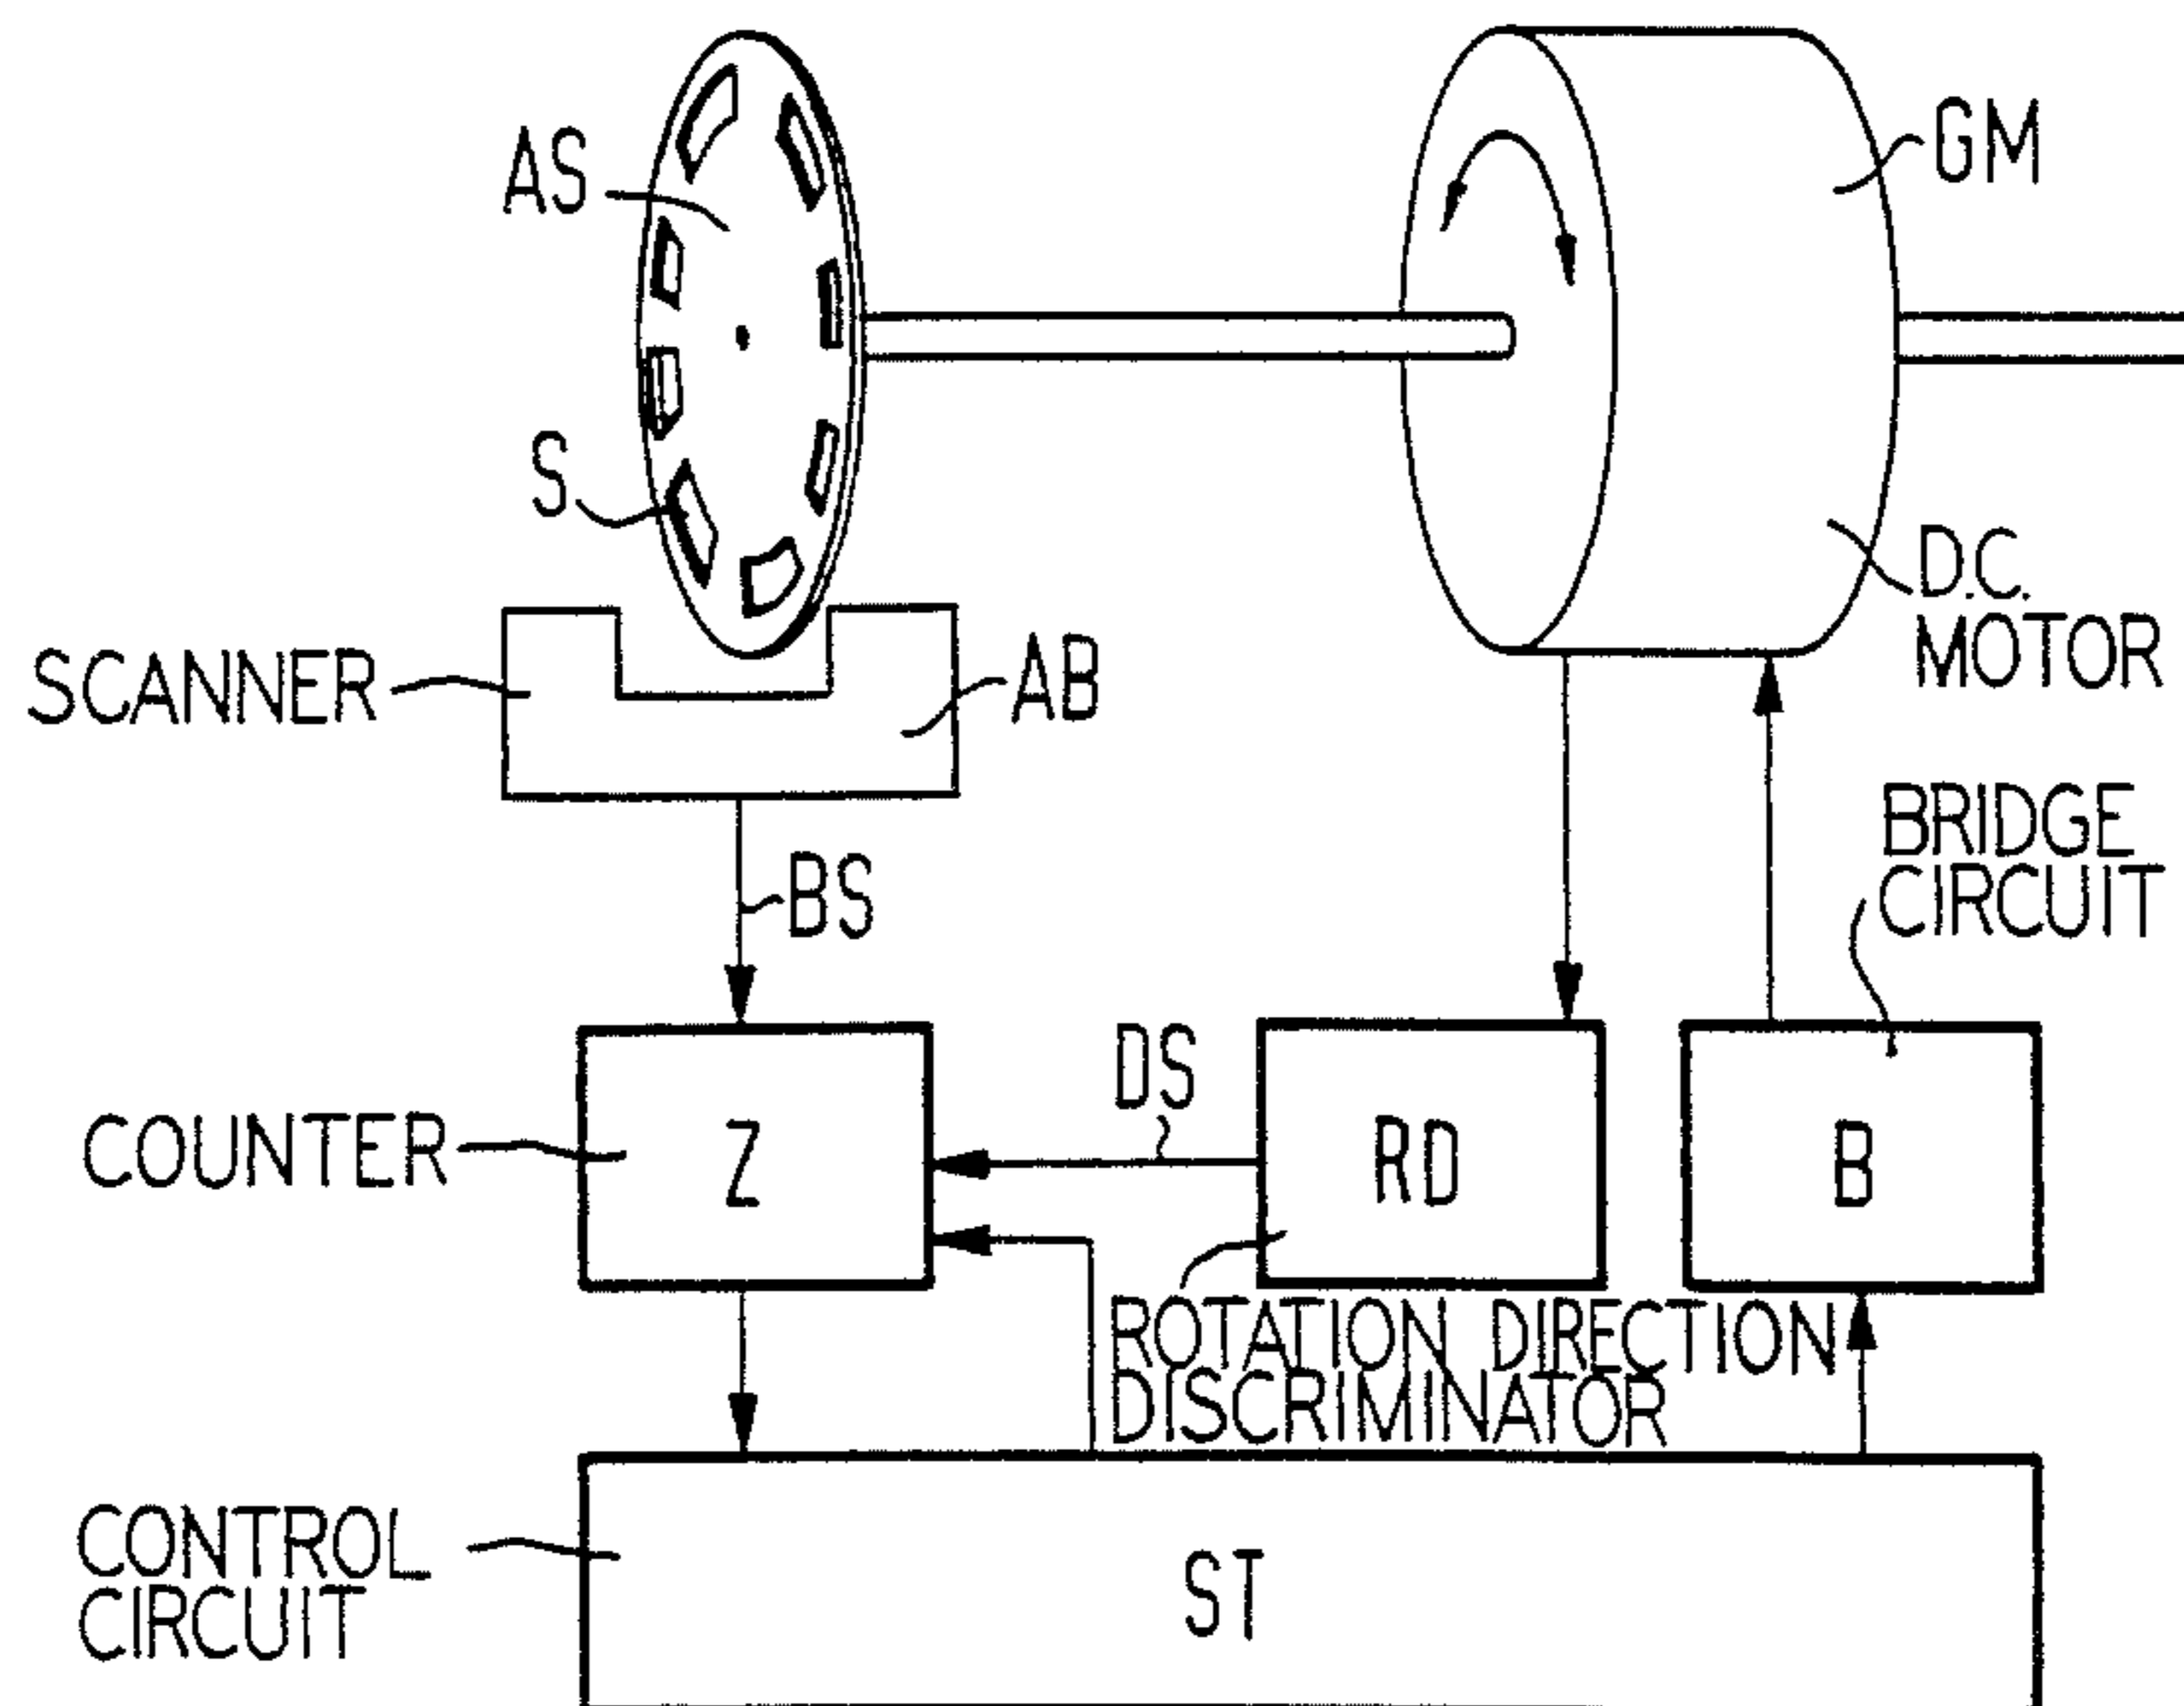 AS
GM
S
D.C.
MOTOR
SCANNER
AB
BRIDGE
CIRCUIT
BS
DS
COUNTER
Z
RD
B
ROTATION DIRECTION
DISCRIMINATOR
CONTROL
CIRCUIT
ST